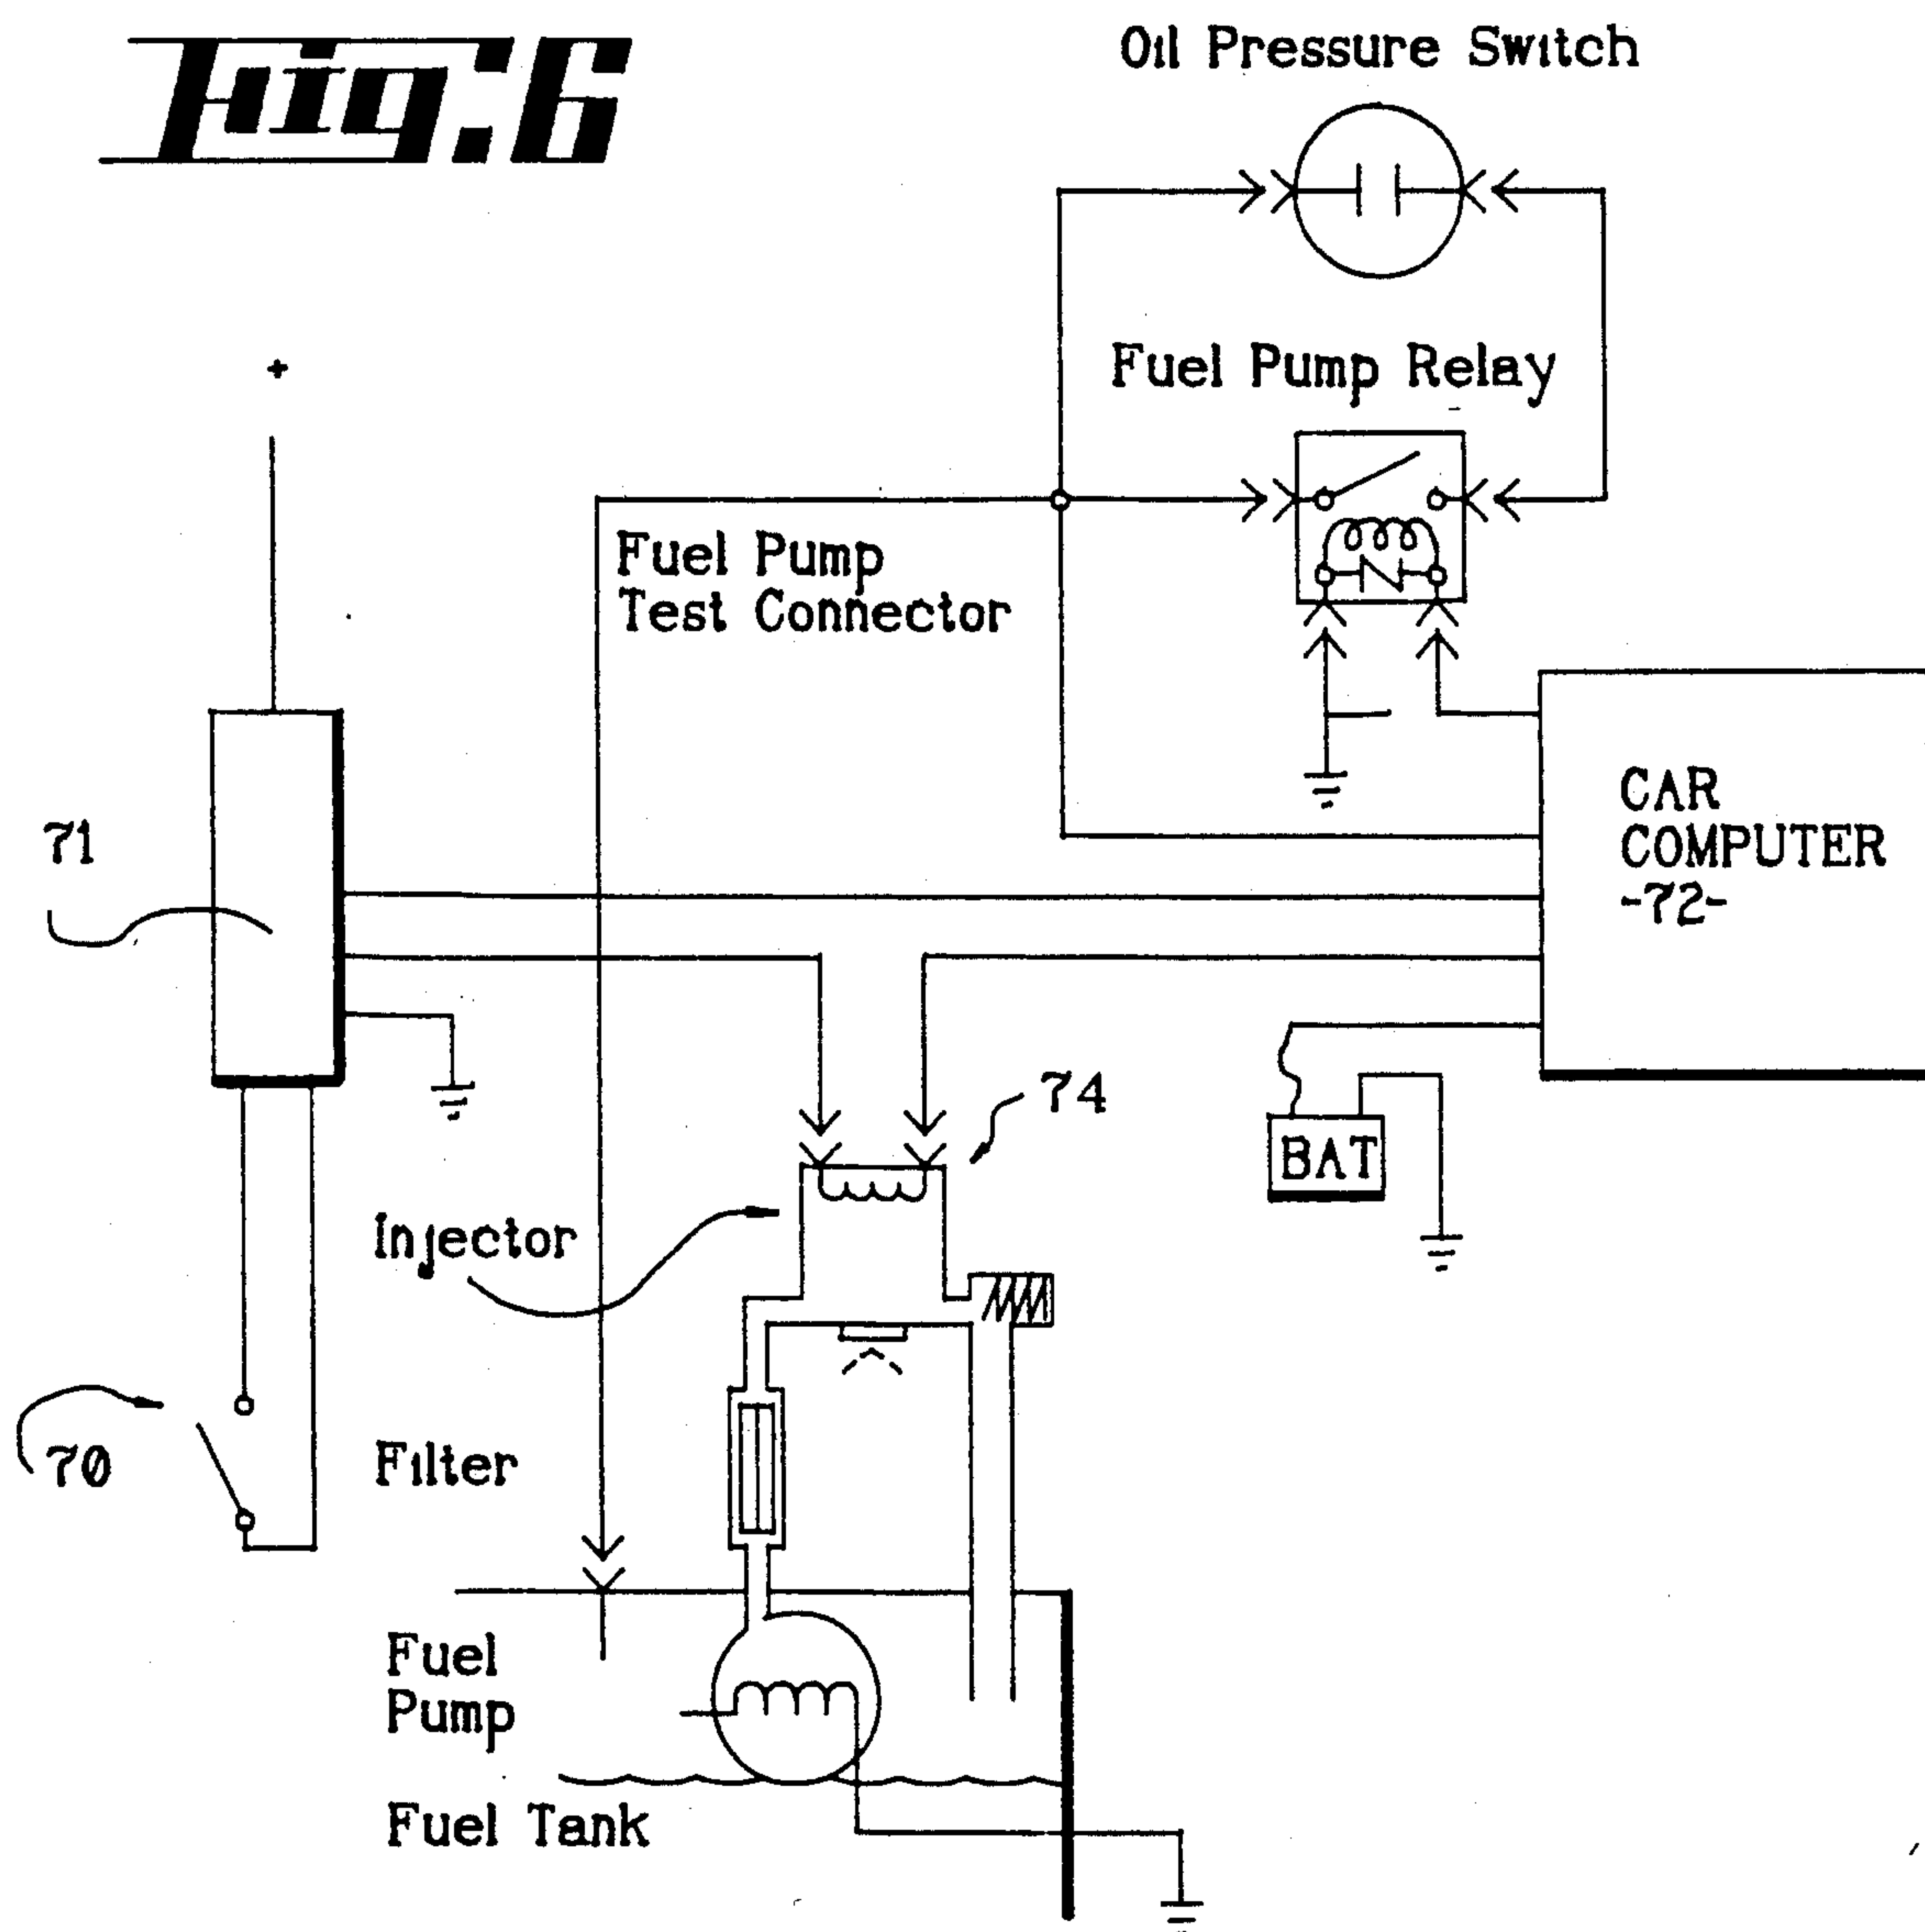 Fig. 6
Oil Pressure Switch
+
Fuel Pump Relay
Fuel Pump
Test Connector
CAR
COMPUTER
-72-
71
74
BAT
Injector
70
Filter
Fuel
Pump
Fuel Tank